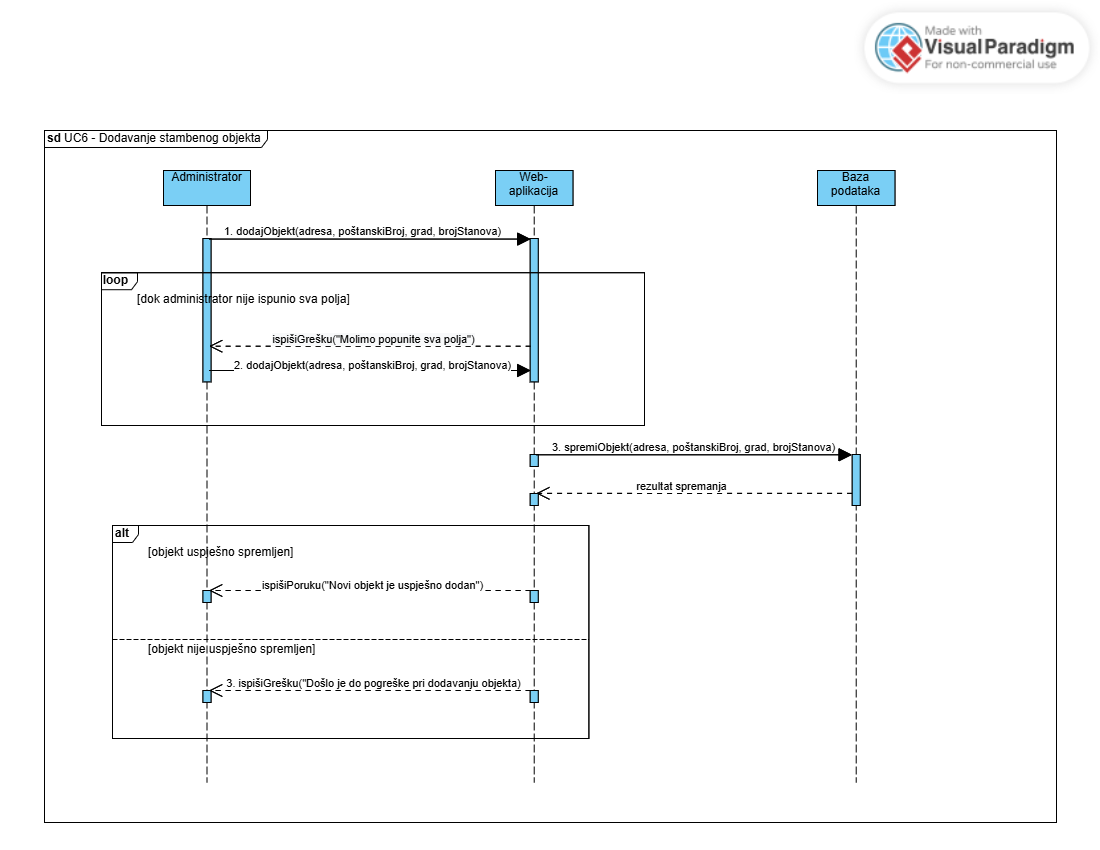 Made with
Visual Paradigm
For non-commercial use
sd UC6 - Dodavanje stambenog objekta
Administrator
Web-
aplikacija
Baza
podataka
1. dodajObjekt(adresa, poštanskiBroj, grad, brojStanova)
loop
[dok administrator nije ispunio sva polja]
ispišiGrešku("Molimo popunite sva polja")
2. dodajObjekt(adresa, poštanskiBroj, grad, brojStanova)
3. spremiObjekt(adresa, poštanskiBroj, grad, brojStanova)
rezultat spremanja
alt
[objekt uspješno spremljen]
ispišiPoruku("Novi objekt je uspješno dodan")
[objekt nije uspješno spremljen]
3. ispišiGrešku("Došlo je do pogreške pri dodavanju objekta)